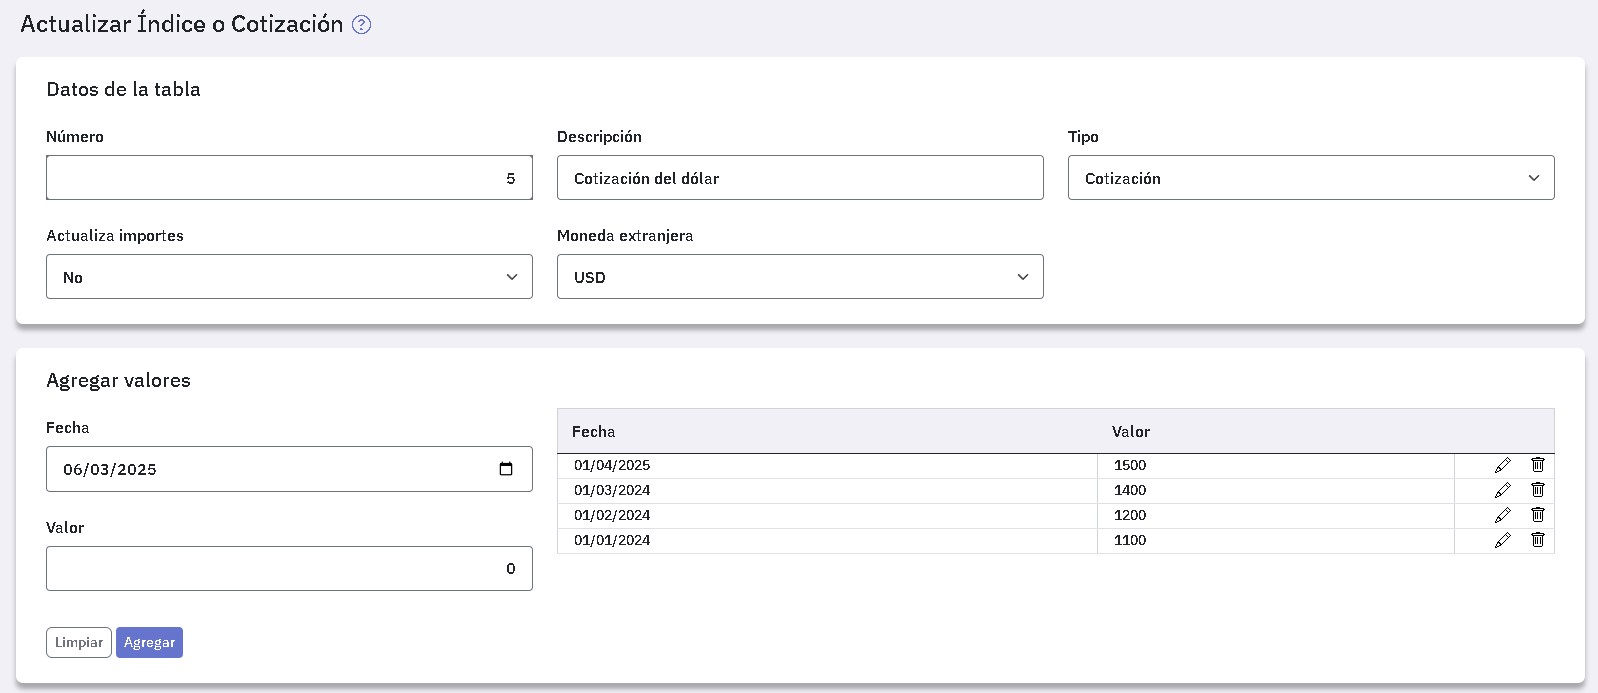 Actualizar Índice o Cotización ?
Datos de la tabla
Número
Descripción
Tipo
5
Cotización del dólar
Cotización
Actualiza importes
Moneda extranjera
No
USD
Agregar valores
Fecha
06/03/2025
Valor
0
Limpiar Agregar
Fecha Valor
01/04/2025 1500
01/03/2024 1400
01/02/2024 1200
01/01/2024 1100